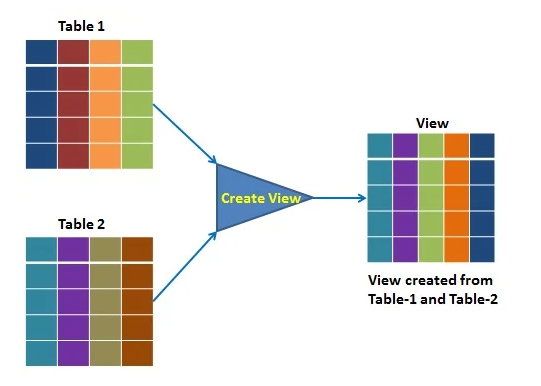 Table 1
Table 2
Create View
View
View created from
Table-1 and Table-2